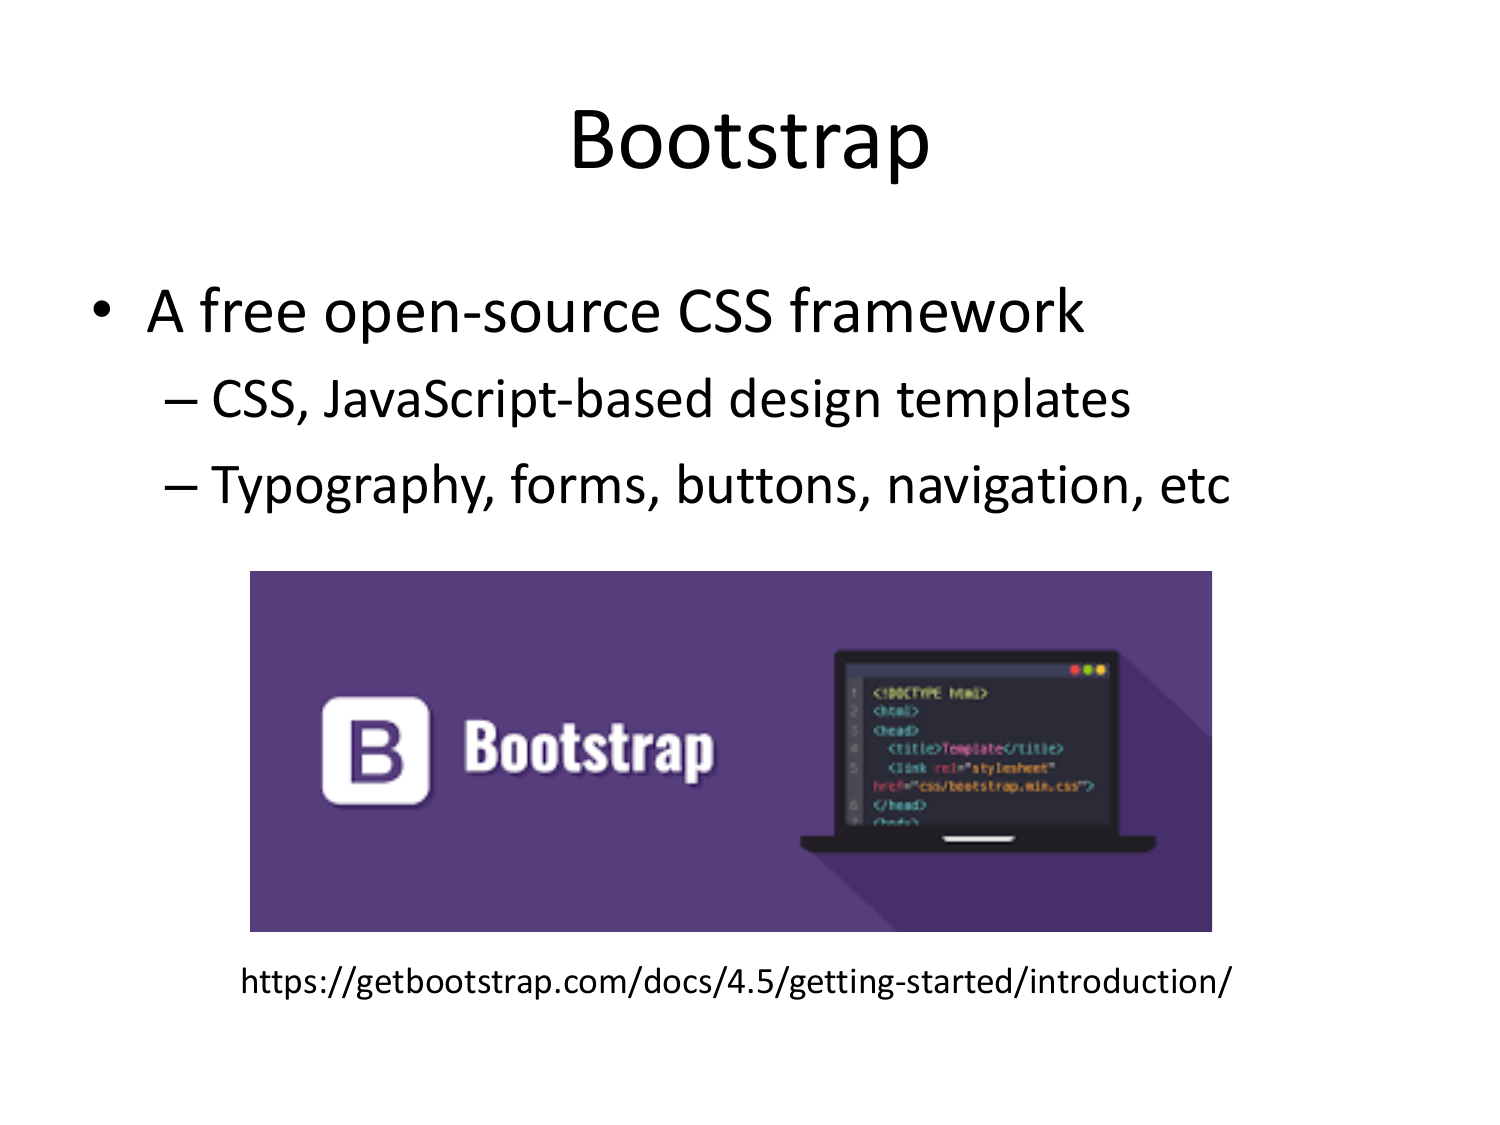 Bootstrap
• A free open-source CSS framework
– CSS, JavaScript-based design templates
– Typography, forms, buttons, navigation, etc
B Bootstrap
1 <!DOCTYPE html>
2 <html>
3 <head>
4 <title>Template</title>
5 <link rel="stylesheet"
href="css/bootstrap.min.css">
6 </head>
7 <body>
https://getbootstrap.com/docs/4.5/getting-started/introduction/